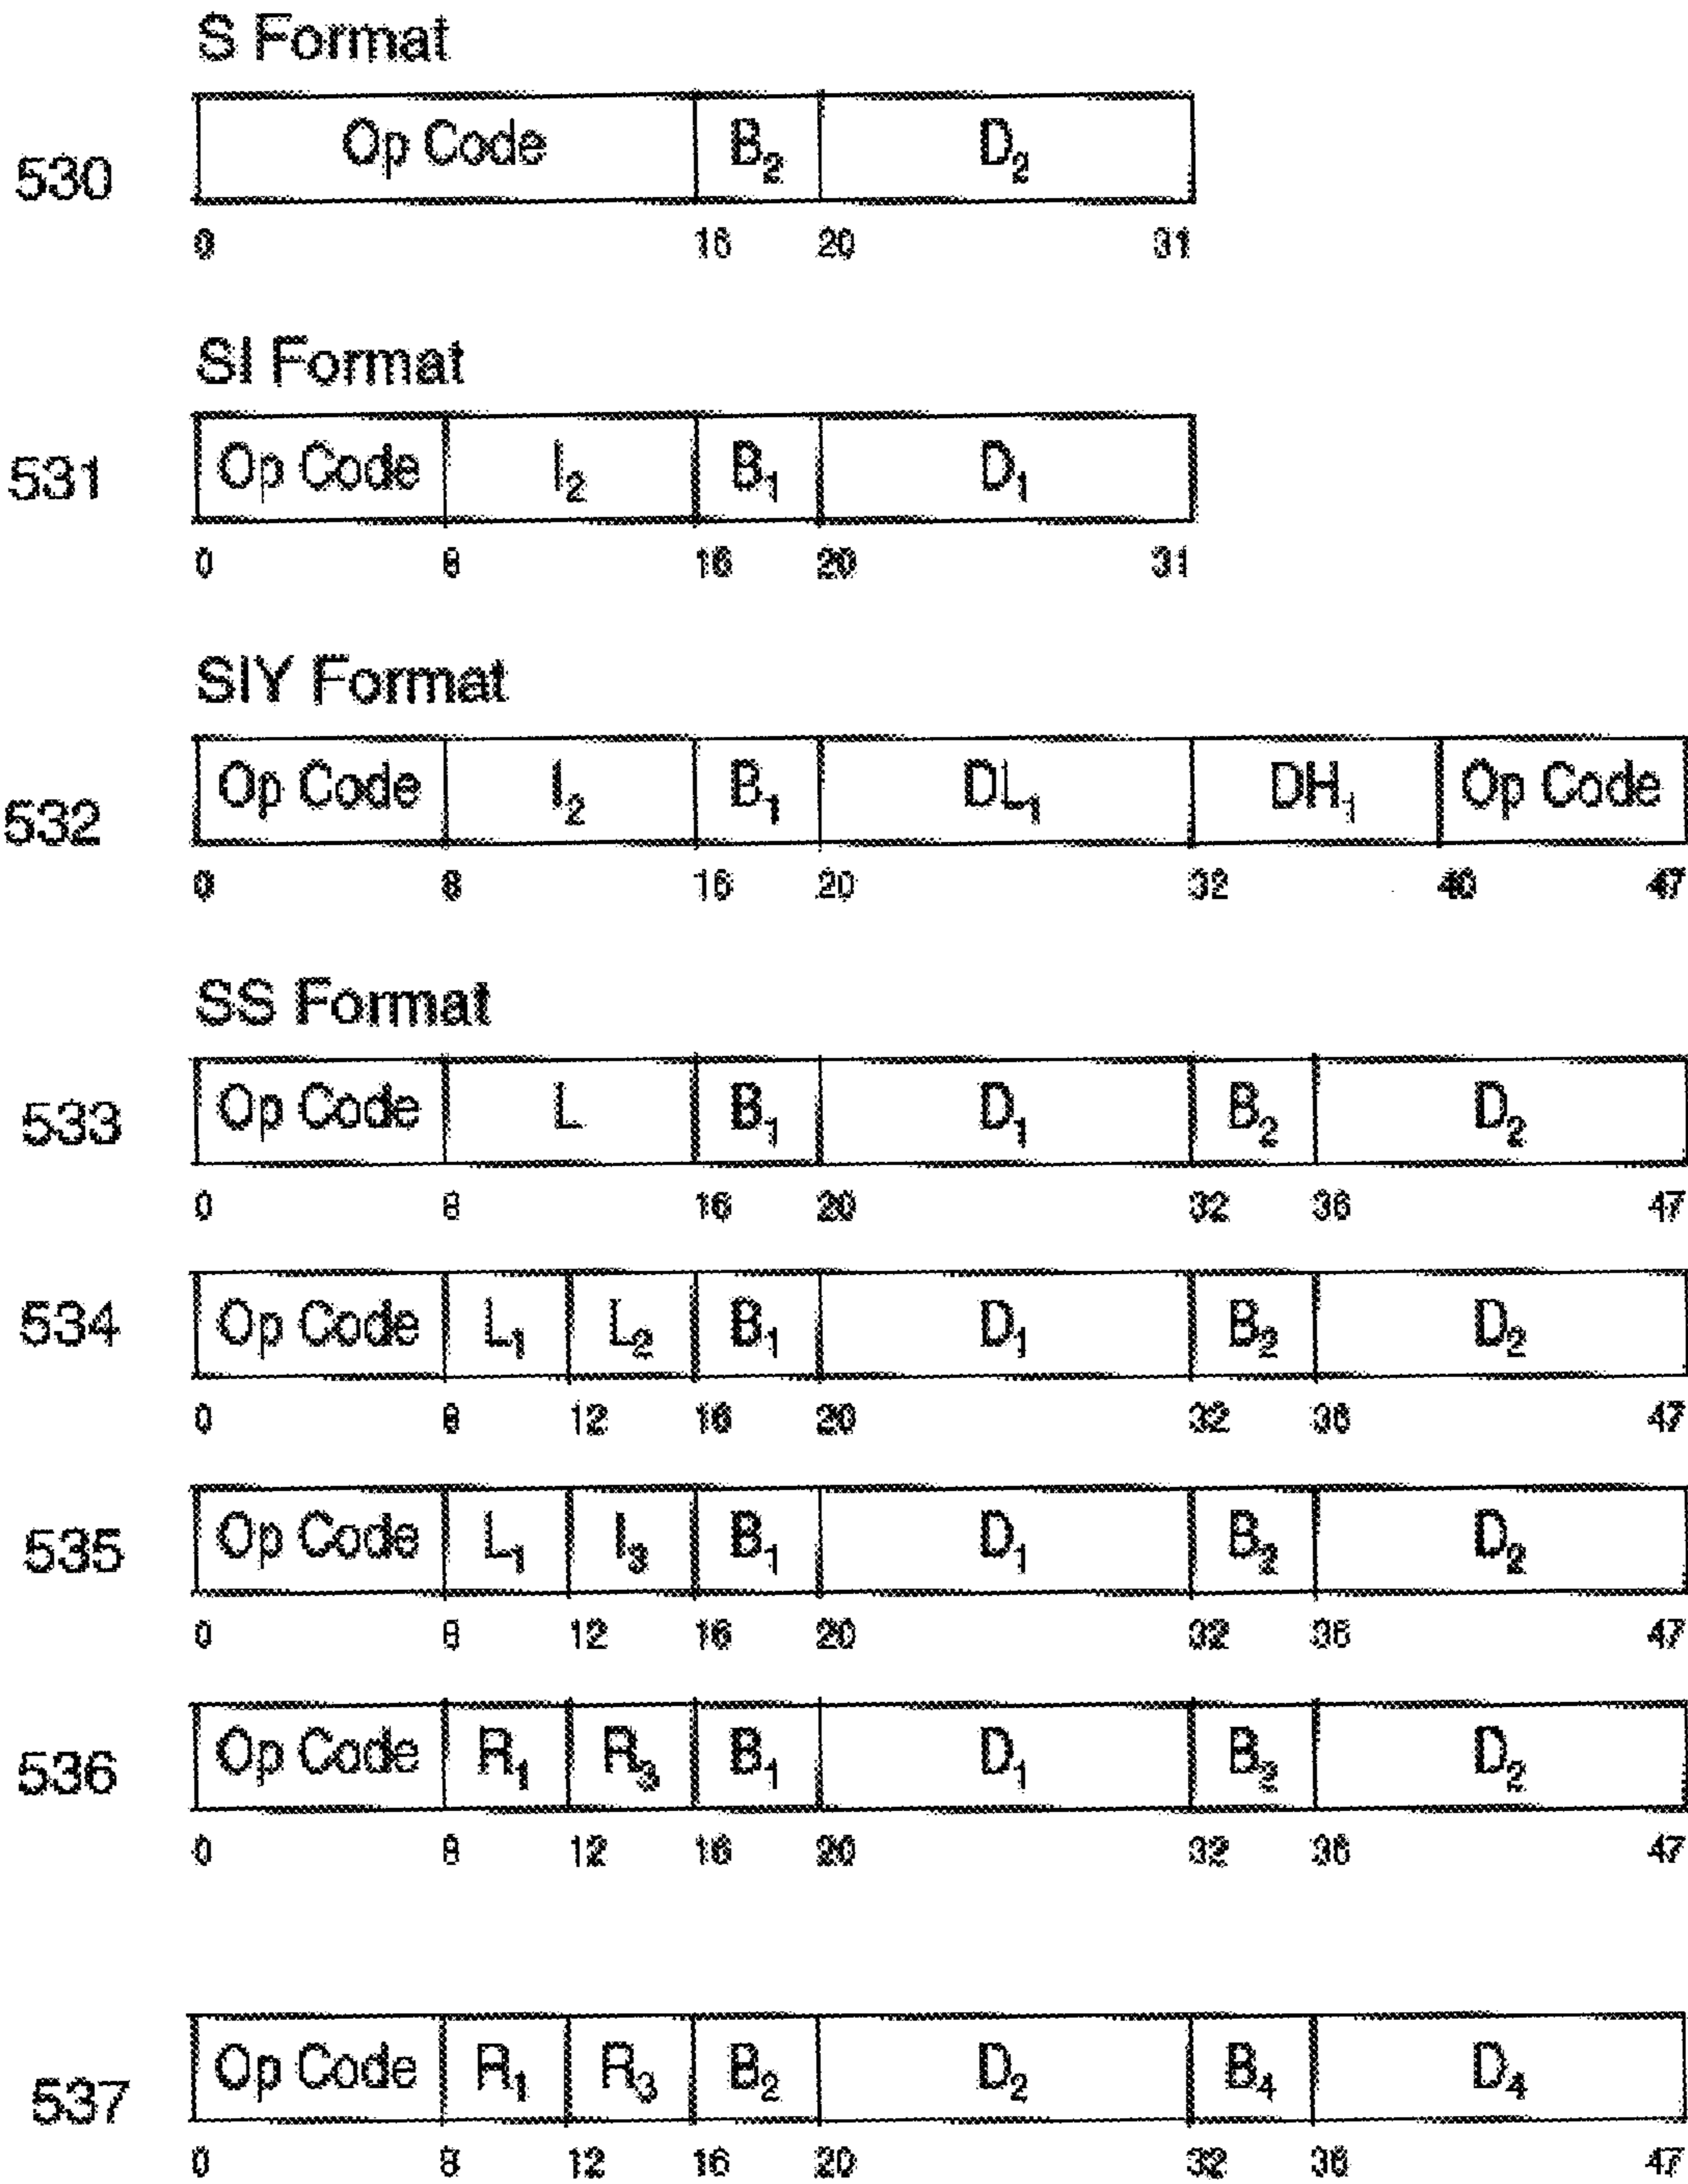 S Format
530 Op Code B₂ D₂
0 16 20 31
SI Format
531 Op Code I₂ B₁ D₁
0 8 16 20 31
SIY Format
532 Op Code I₂ B₁ DL₁ DH₁ Op Code
0 8 16 20 32 40 47
SS Format
533 Op Code L B₁ D₁ B₂ D₂
0 8 16 20 32 36 47
534 Op Code L₁ L₂ B₁ D₁ B₂ D₂
0 8 12 16 20 32 36 47
535 Op Code L₁ I₃ B₁ D₁ B₂ D₂
0 8 12 16 20 32 36 47
536 Op Code R₁ R₃ B₁ D₁ B₂ D₂
0 8 12 16 20 32 36 47
537 Op Code R₁ R₃ B₂ D₂ B₄ D₄
0 8 12 16 20 32 36 47